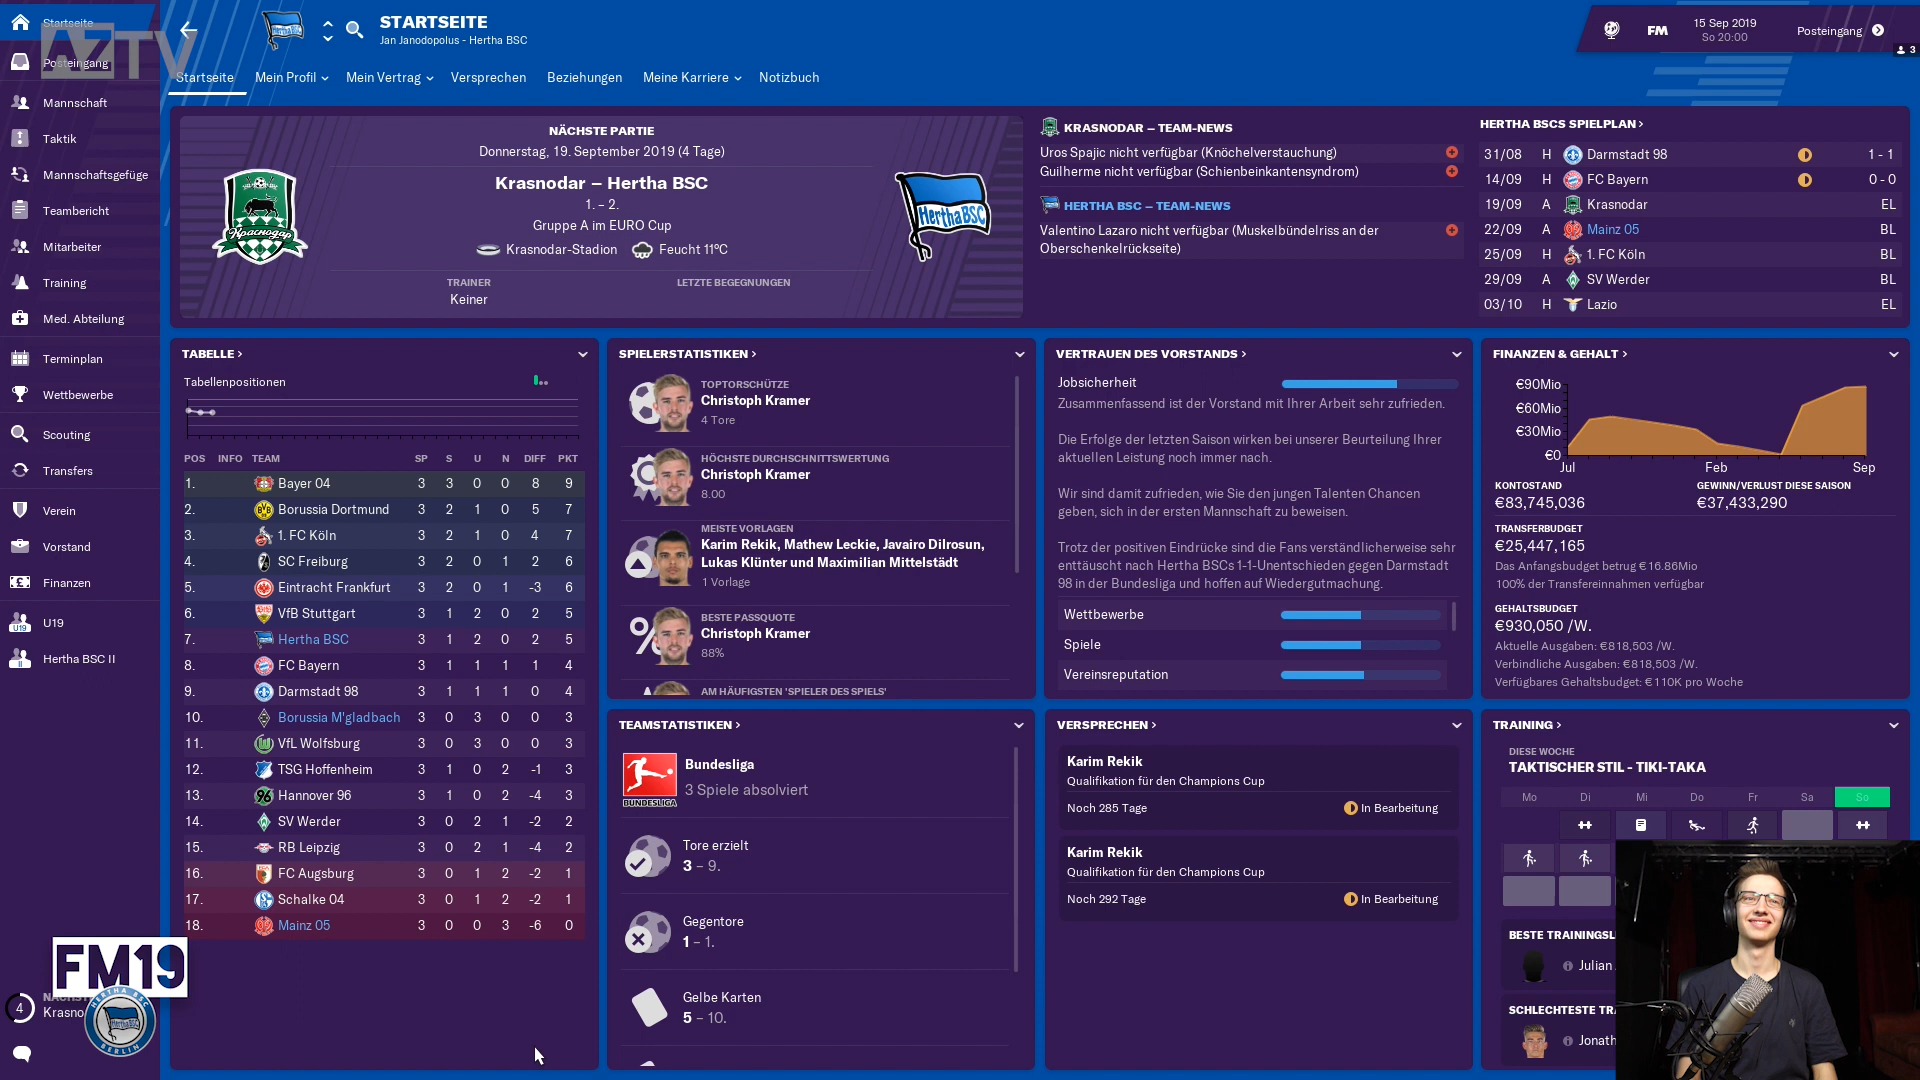 Startseite
AZTV
Posteingang
Mannschaft
Taktik
Mannschaftsgefüge
Teambericht
Mitarbeiter
Training
Med. Abteilung
Terminplan
Wettbewerbe
Scouting
Transfers
Verein
Vorstand
Finanzen
U19
U19
Hertha BSC II
II
FM19
4
Krasno
HERTHA BSC
BERLIN
STARTSEITE
Jan Janodopolus - Hertha BSC
FM
15 Sep 2019
So 20:00
Posteingang
3
Startseite
Mein Profil
Mein Vertrag
Versprechen
Beziehungen
Meine Karriere
Notizbuch
NÄCHSTE PARTIE
Donnerstag, 19. September 2019 (4 Tage)
Krasnodar – Hertha BSC
1. – 2.
Gruppe A im EURO Cup
Krasnodar-Stadion
Feucht 11°C
TRAINER
Keiner
LETZTE BEGEGNUNGEN
Краснодар
Hertha BSC
KRASNODAR – TEAM-NEWS
Uros Spajic nicht verfügbar (Knöchelverstauchung)
Guilherme nicht verfügbar (Schienbeinkantensyndrom)
HERTHA BSC – TEAM-NEWS
Valentino Lazaro nicht verfügbar (Muskelbündelriss an der
Oberschenkelrückseite)
HERTHA BSCS SPIELPLAN >
31/08 H Darmstadt 98 1 - 1
14/09 H FC Bayern 0 - 0
19/09 A Krasnodar EL
22/09 A Mainz 05 BL
25/09 H 1. FC Köln BL
29/09 A SV Werder BL
03/10 H Lazio EL
TABELLE >
Tabellenpositionen
POS INFO TEAM SP S U N DIFF PKT
1. Bayer 04 3 3 0 0 8 9
2. Borussia Dortmund 3 2 1 0 5 7
3. 1. FC Köln 3 2 1 0 4 7
4. SC Freiburg 3 2 0 1 2 6
5. Eintracht Frankfurt 3 2 0 1 -3 6
6. VfB Stuttgart 3 1 2 0 2 5
7. Hertha BSC 3 1 2 0 2 5
8. FC Bayern 3 1 1 1 1 4
9. Darmstadt 98 3 1 1 1 0 4
10. Borussia M'gladbach 3 0 3 0 0 3
11. VfL Wolfsburg 3 0 3 0 0 3
12. TSG Hoffenheim 3 1 0 2 -1 3
13. Hannover 96 3 1 0 2 -4 3
14. SV Werder 3 0 2 1 -2 2
15. RB Leipzig 3 0 2 1 -4 2
16. FC Augsburg 3 0 1 2 -2 1
17. Schalke 04 3 0 1 2 -2 1
18. Mainz 05 3 0 0 3 -6 0
SPIELERSTATISTIKEN >
TOPTORSCHÜTZE
Christoph Kramer
4 Tore
HÖCHSTE DURCHSCHNITTSWERTUNG
Christoph Kramer
8.00
MEISTE VORLAGEN
Karim Rekik, Mathew Leckie, Javairo Dilrosun,
Lukas Klünter und Maximilian Mittelstädt
1 Vorlage
BESTE PASSQUOTE
Christoph Kramer
88%
AM HÄUFIGSTEN 'SPIELER DES SPIELS'
TEAMSTATISTIKEN >
Bundesliga
3 Spiele absolviert
BUNDESLIGA
Tore erzielt
3 – 9.
Gegentore
1 – 1.
Gelbe Karten
5 – 10.
VERTRAUEN DES VORSTANDS >
Jobsicherheit
Zusammenfassend ist der Vorstand mit Ihrer Arbeit sehr zufrieden.
Die Erfolge der letzten Saison wirken bei unserer Beurteilung Ihrer
aktuellen Leistung noch immer nach.
Wir sind damit zufrieden, wie Sie den jungen Talenten Chancen
geben, sich in der ersten Mannschaft zu beweisen.
Trotz der positiven Eindrücke sind die Fans verständlicherweise sehr
enttäuscht nach Hertha BSCs 1-1-Unentschieden gegen Darmstadt
98 in der Bundesliga und hoffen auf Wiedergutmachung.
Wettbewerbe
Spiele
Vereinsreputation
VERSPRECHEN >
Karim Rekik
Qualifikation für den Champions Cup
Noch 285 Tage In Bearbeitung
Karim Rekik
Qualifikation für den Champions Cup
Noch 292 Tage In Bearbeitung
FINANZEN & GEHALT >
€90Mio
€60Mio
€30Mio
€0
Jul Feb Sep
KONTOSTAND
€83,745,036
GEWINN/VERLUST DIESE SAISON
€37,433,290
TRANSFERBUDGET
€25,447,165
Das Anfangsbudget betrug €16.86Mio
100% der Transfereinnahmen verfügbar
GEHALTSBUDGET
€930,050 /W.
Aktuelle Ausgaben: €818,503 /W.
Verbindliche Ausgaben: €818,503 /W.
Verfügbares Gehaltsbudget: €110K pro Woche
TRAINING >
DIESE WOCHE
TAKTISCHER STIL - TIKI-TAKA
Mo Di Mi Do Fr Sa So
BESTE TRAININGSL
Julian
SCHLECHTESTE TRA
Jonath